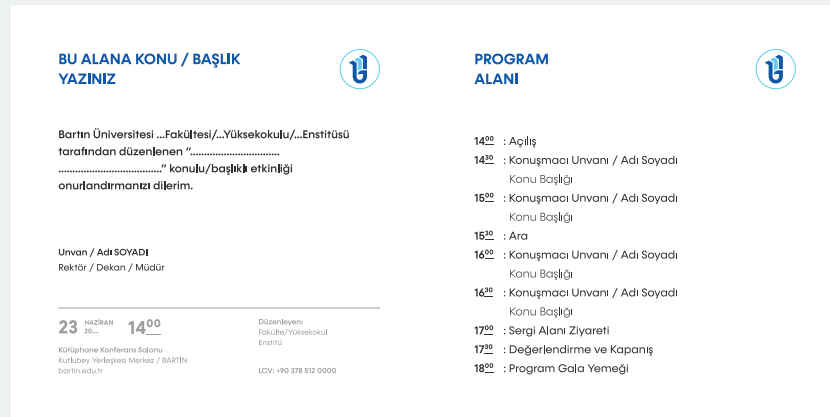 BU ALANA KONU / BAŞLIK
YAZINIZ
Bartın Üniversitesi ...Fakültesi/...Yüksekokulu/...Enstitüsü
tarafından düzenlenen “..............................
...................................” konulu/başlıklı etkinliği
onurlandırmanızı dilerim.
Unvan / Adı SOYADI
Rektör / Dekan / Müdür
23 HAZİRAN 20.... 14⁰⁰
Kütüphane Konferans Salonu
Kutlubey Yerleşkesi Merkez / BARTIN
bartin.edu.tr
Düzenleyen:
Fakülte/Yüksekokul
Enstitü
LCV: +90 378 512 0000
PROGRAM
ALANI
14⁰⁰ : Açılış
14³⁰ : Konuşmacı Unvanı / Adı Soyadı
Konu Başlığı
15⁰⁰ : Konuşmacı Unvanı / Adı Soyadı
Konu Başlığı
15³⁰ : Ara
16⁰⁰ : Konuşmacı Unvanı / Adı Soyadı
Konu Başlığı
16³⁰ : Konuşmacı Unvanı / Adı Soyadı
Konu Başlığı
17⁰⁰ : Sergi Alanı Ziyareti
17³⁰ : Değerlendirme ve Kapanış
18⁰⁰ : Program Gala Yemeği